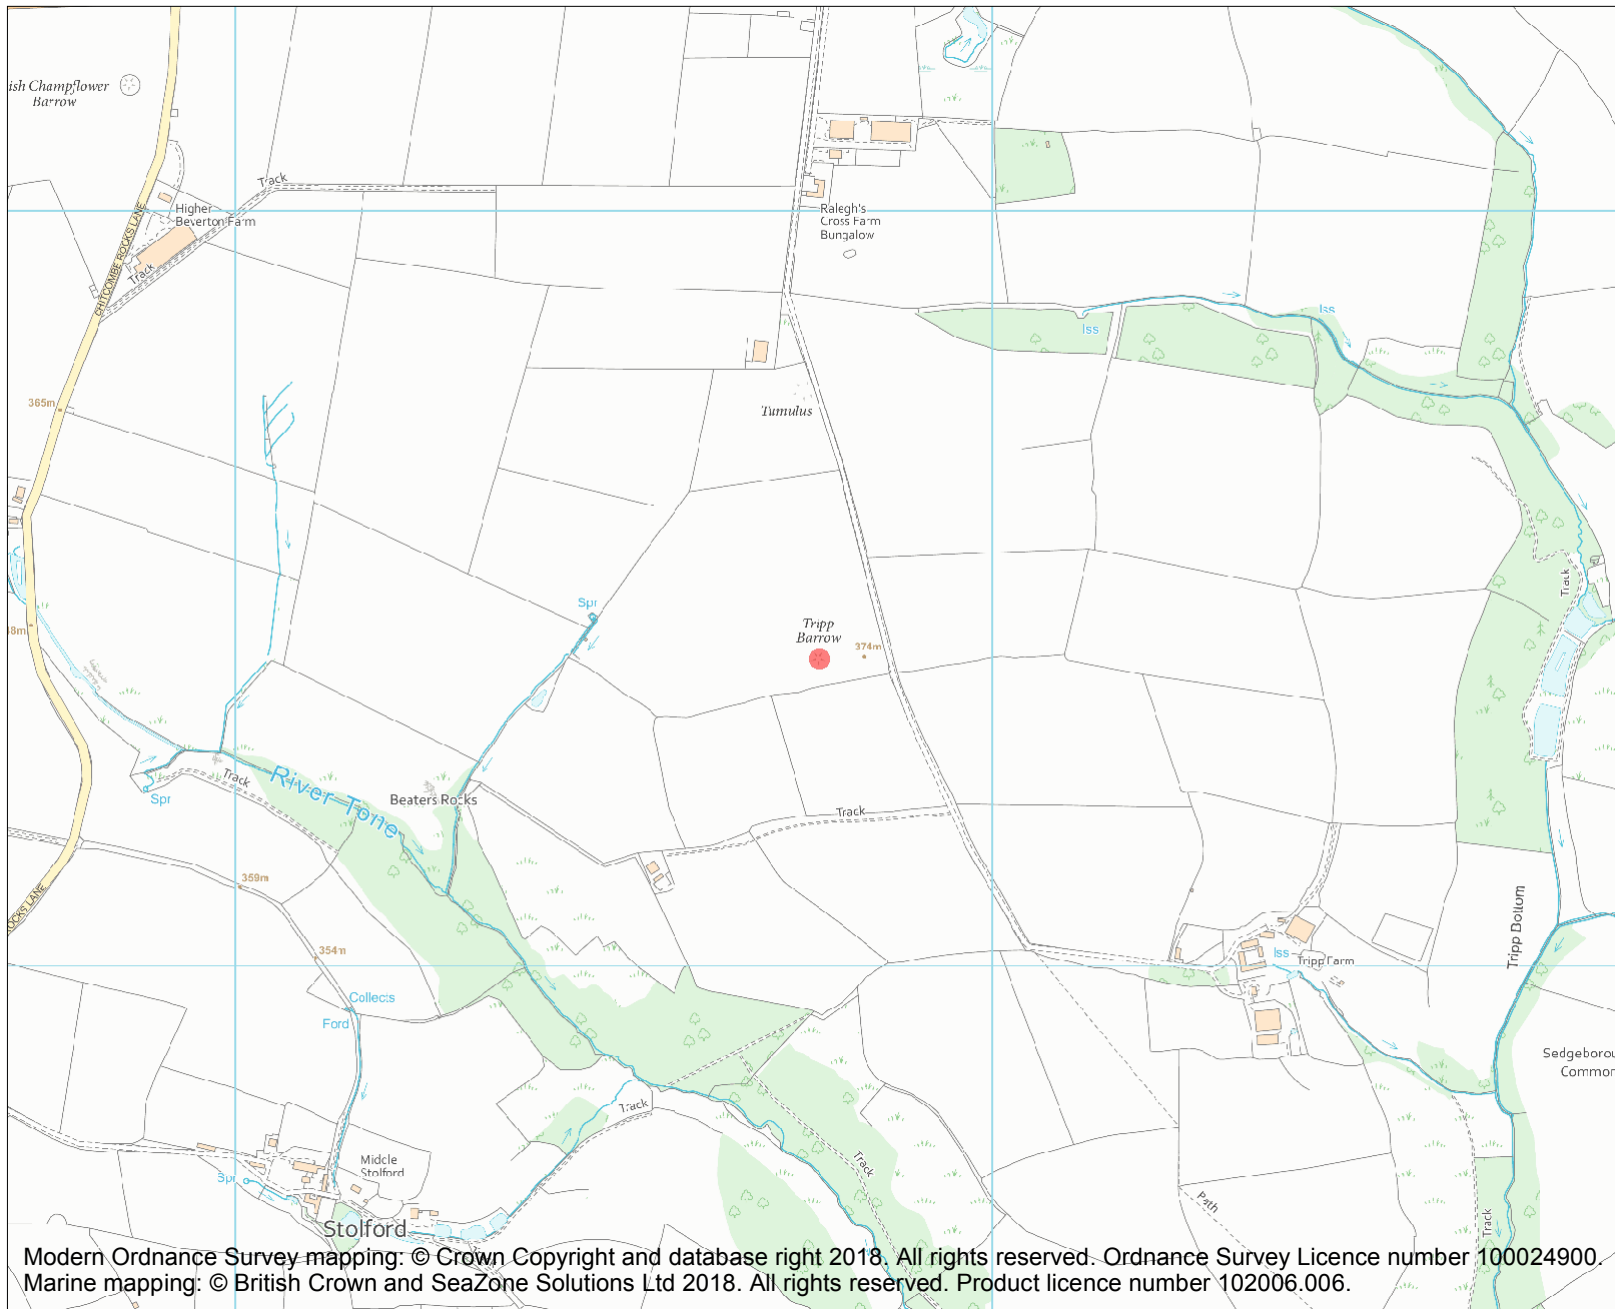 ish Champflower
Barrow
Track
Higher
Beverton Farm
CHITCOMBE ROCKS LANE
Track
Ralegh's
Cross Farm
Bungalow
Iss
Iss
365m
Tumulus
Spr
Track
Tripp
Barrow
374m
8m
Spr
Track
River Tone
Beaters Rocks
Track
359m
OCKS LANE
Tripp Bottom
354m
Iss
Tripp Farm
Collects
Ford
Sedgeborou
Common
Track
Middle
Stolford
Spr
Track
Path
Track
Stolford
Modern Ordnance Survey mapping: © Crown Copyright and database right 2018. All rights reserved. Ordnance Survey Licence number 100024900.
Marine mapping: © British Crown and SeaZone Solutions Ltd 2018. All rights reserved. Product licence number 102006.006.